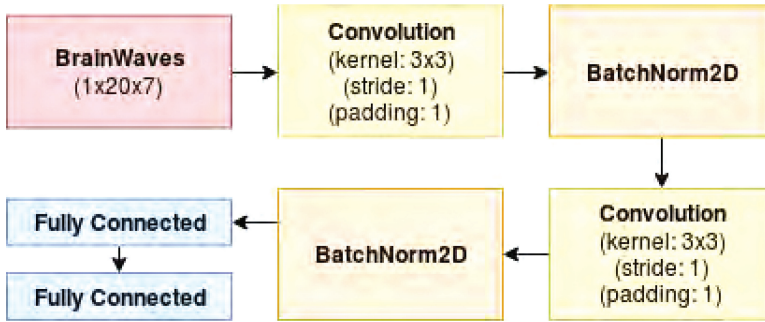 BrainWaves
(1x20x7)
Convolution
(kernel: 3x3)
(stride: 1)
(padding: 1)
BatchNorm2D
Convolution
(kernel: 3x3)
(stride: 1)
(padding: 1)
BatchNorm2D
Fully Connected
Fully Connected